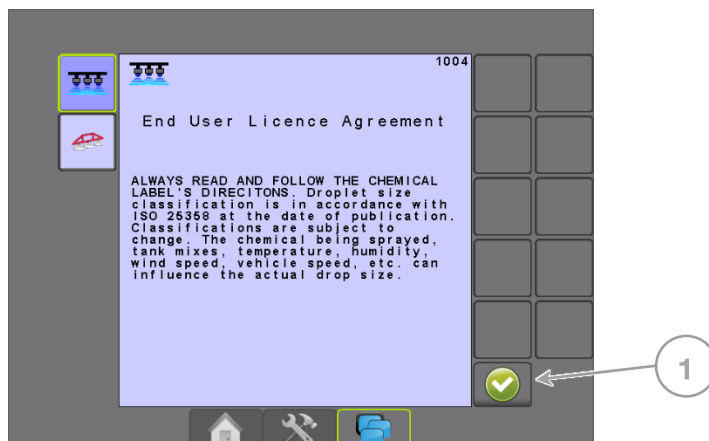 1004
End User Licence Agreement
ALWAYS READ AND FOLLOW THE CHEMICAL
LABEL'S DIRECITONS. Droplet size
classification is in accordance with
ISO 25358 at the date of publication.
Classifications are subject to
change. The chemical being sprayed,
tank mixes, temperature, humidity,
wind speed, vehicle speed, etc. can
influence the actual drop size.
1